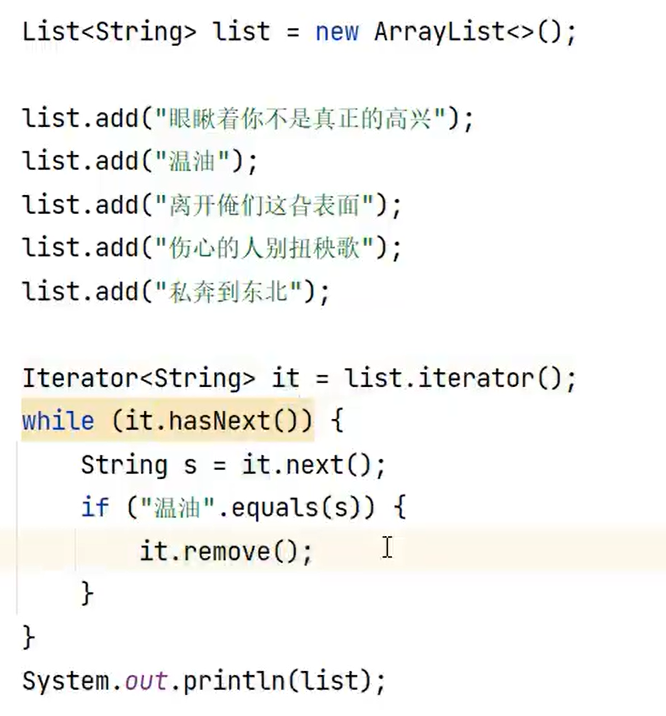 List<String> list = new ArrayList<>();
list.add("眼瞅着你不是真正的高兴");
list.add("温油");
list.add("离开俺们这旮表面");
list.add("伤心的人别扭秧歌");
list.add("私奔到东北");
Iterator<String> it = list.iterator();
while (it.hasNext()) {
String s = it.next();
if ("温油".equals(s)) {
it.remove();
}
}
System.out.println(list);